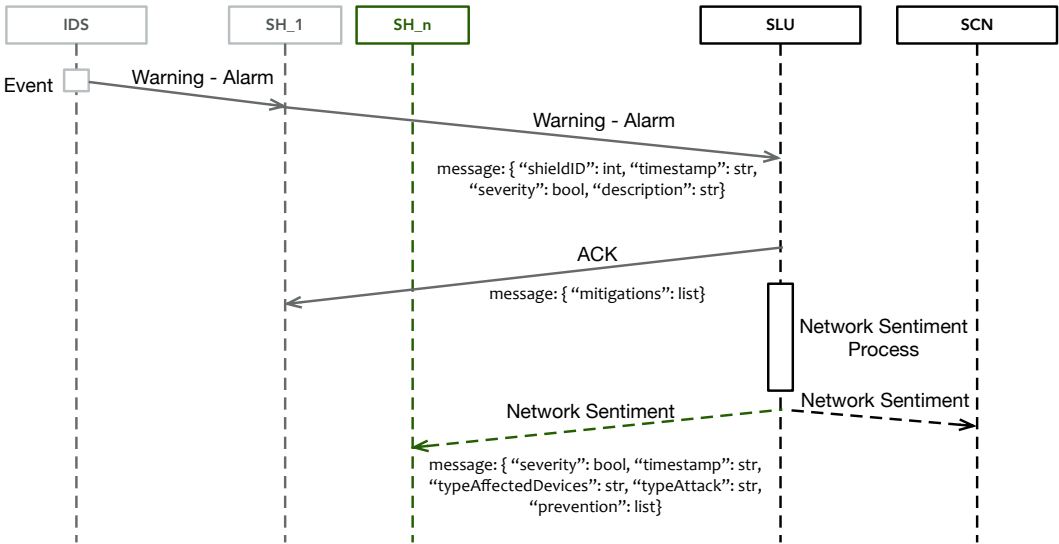 IDS
SH_1
SH_n
SLU
SCN
Event
Warning - Alarm
Warning - Alarm
message: { “shieldID”: int, “timestamp”: str,
“severity”: bool, “description”: str}
ACK
message: { “mitigations”: list}
Network Sentiment
Process
Network Sentiment
Network Sentiment
message: { “severity”: bool, “timestamp”: str,
“typeAffectedDevices”: str, “typeAttack”: str,
“prevention”: list}